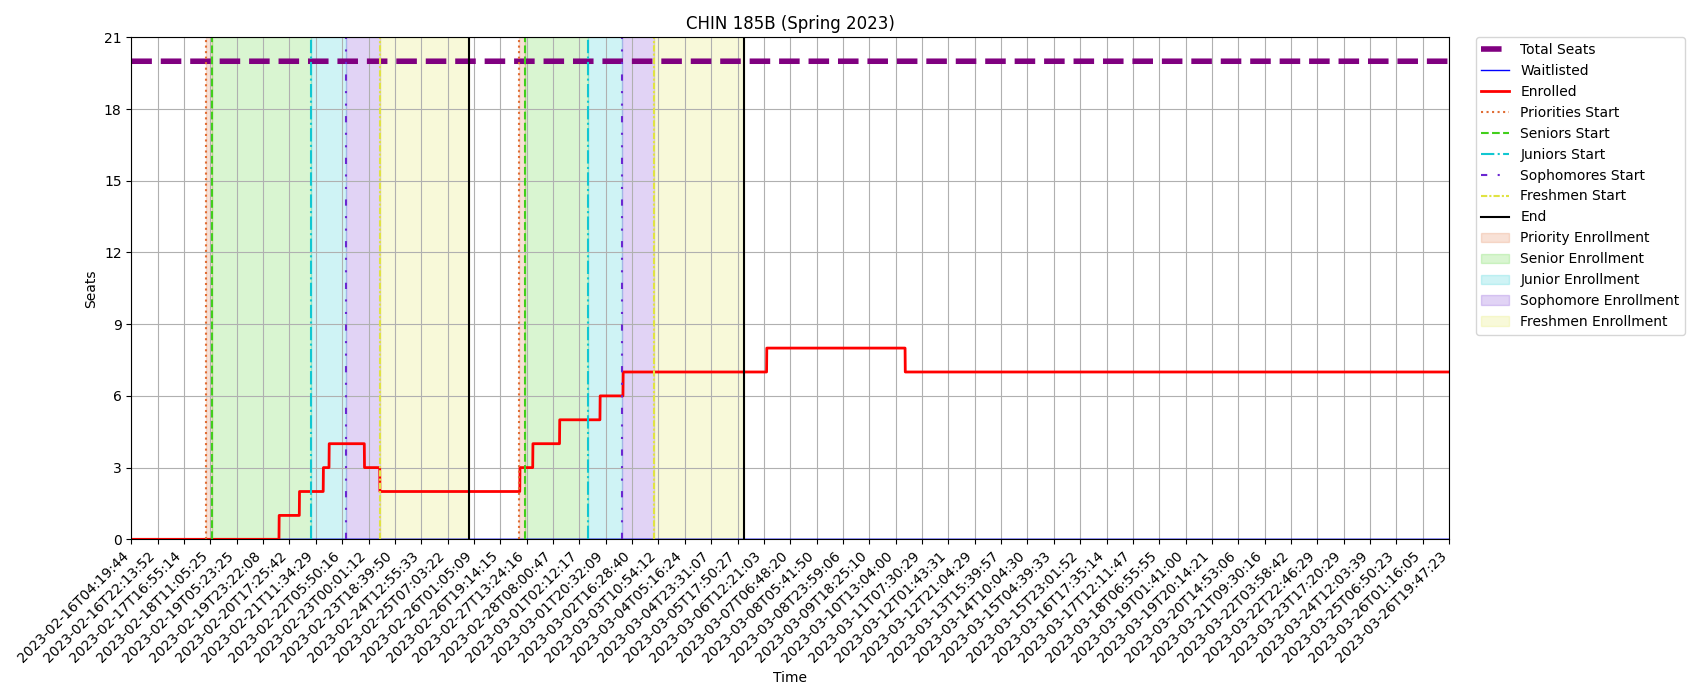 CHIN 185B (Spring 2023)
21
18
15
12
9
6
3
0
Seats
2023-02-16T04:19:44
2023-02-16T22:13:52
2023-02-17T16:55:14
2023-02-18T11:05:25
2023-02-19T05:23:25
2023-02-19T23:22:08
2023-02-20T17:25:42
2023-02-21T11:34:29
2023-02-22T05:50:16
2023-02-23T00:01:12
2023-02-23T18:39:50
2023-02-24T12:55:33
2023-02-25T07:03:22
2023-02-26T01:05:09
2023-02-27T13:24:16
2023-02-28T08:00:47
2023-03-01T02:12:17
2023-03-01T20:32:09
2023-03-02T16:28:40
2023-03-03T10:54:12
2023-03-04T05:16:24
2023-03-04T23:31:07
2023-03-05T17:50:27
2023-03-06T12:21:03
2023-03-07T06:48:20
2023-03-08T05:41:50
2023-03-08T23:59:06
2023-03-09T18:25:10
2023-03-10T13:04:00
2023-03-11T07:30:29
2023-03-12T01:43:31
2023-03-12T21:04:29
2023-03-13T15:39:57
2023-03-14T10:04:30
2023-03-15T04:39:33
2023-03-15T23:01:52
2023-03-16T17:35:14
2023-03-17T12:11:47
2023-03-18T06:55:55
2023-03-19T01:41:00
2023-03-19T20:14:21
2023-03-20T14:53:06
2023-03-21T09:30:16
2023-03-22T03:58:42
2023-03-22T22:46:29
2023-03-23T17:20:29
2023-03-24T12:03:39
2023-03-25T06:50:23
2023-03-26T01:16:05
2023-03-26T19:47:23
Time
Total Seats
Waitlisted
Enrolled
Priorities Start
Seniors Start
Juniors Start
Sophomores Start
Freshmen Start
End
Priority Enrollment
Senior Enrollment
Junior Enrollment
Sophomore Enrollment
Freshmen Enrollment